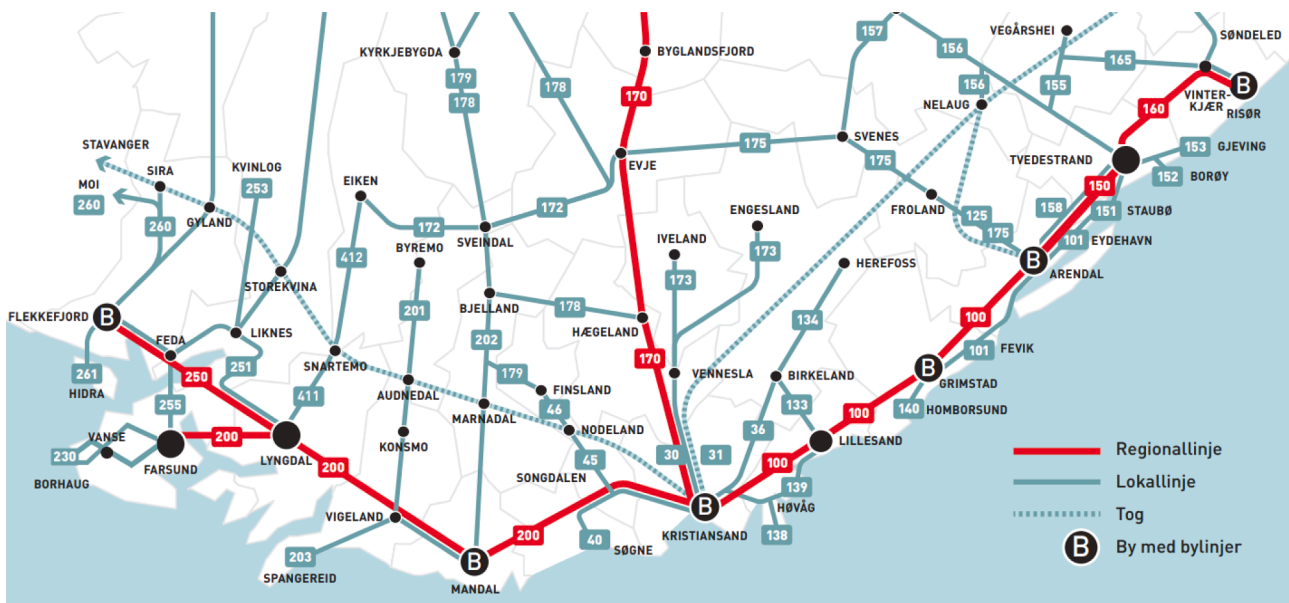 VEGÅRSHEI
SØNDELED
157
156
KYRKJEBYGDA
BYGLANDSFJORD
165
179
178
178
170
156
155
B
VINTER-
KJÆR
RISØR
NELAUG
160
STAVANGER
SIRA
KVINLOG
EVJE
175
SVENES
TVEDESTRAND
153
GJEVING
MOI
260
253
EIKEN
175
152
BORØY
150
260
GYLAND
172
172
ENGESLAND
FROLAND
125
158
151
STAUBØ
BYREMO
SVEINDAL
IVELAND
173
175
101
EYDEHAVN
412
173
HEREFOSS
B
ARENDAL
STOREKVINA
201
BJELLAND
178
HÆGELAND
134
100
FLEKKEFJORD
B
FEDA
LIKNES
202
101
FEVIK
261
HIDRA
250
251
SNARTEMO
170
VENNESLA
BIRKELAND
B
GRIMSTAD
179
FINSLAND
AUDNEDAL
411
255
MARNADAL
46
133
100
140
HOMBORSUND
VANSE
200
NODELAND
36
LILLESAND
230
BORHAUG
FARSUND
LYNGDAL
KONSMO
45
30
31
100
Regionallinje
200
SONGDALEN
139
Lokallinje
VIGELAND
B
KRISTIANSAND
HØVÅG
Tog
200
40
SØGNE
138
203
SPANGEREID
B
MANDAL
B
By med bylinjer